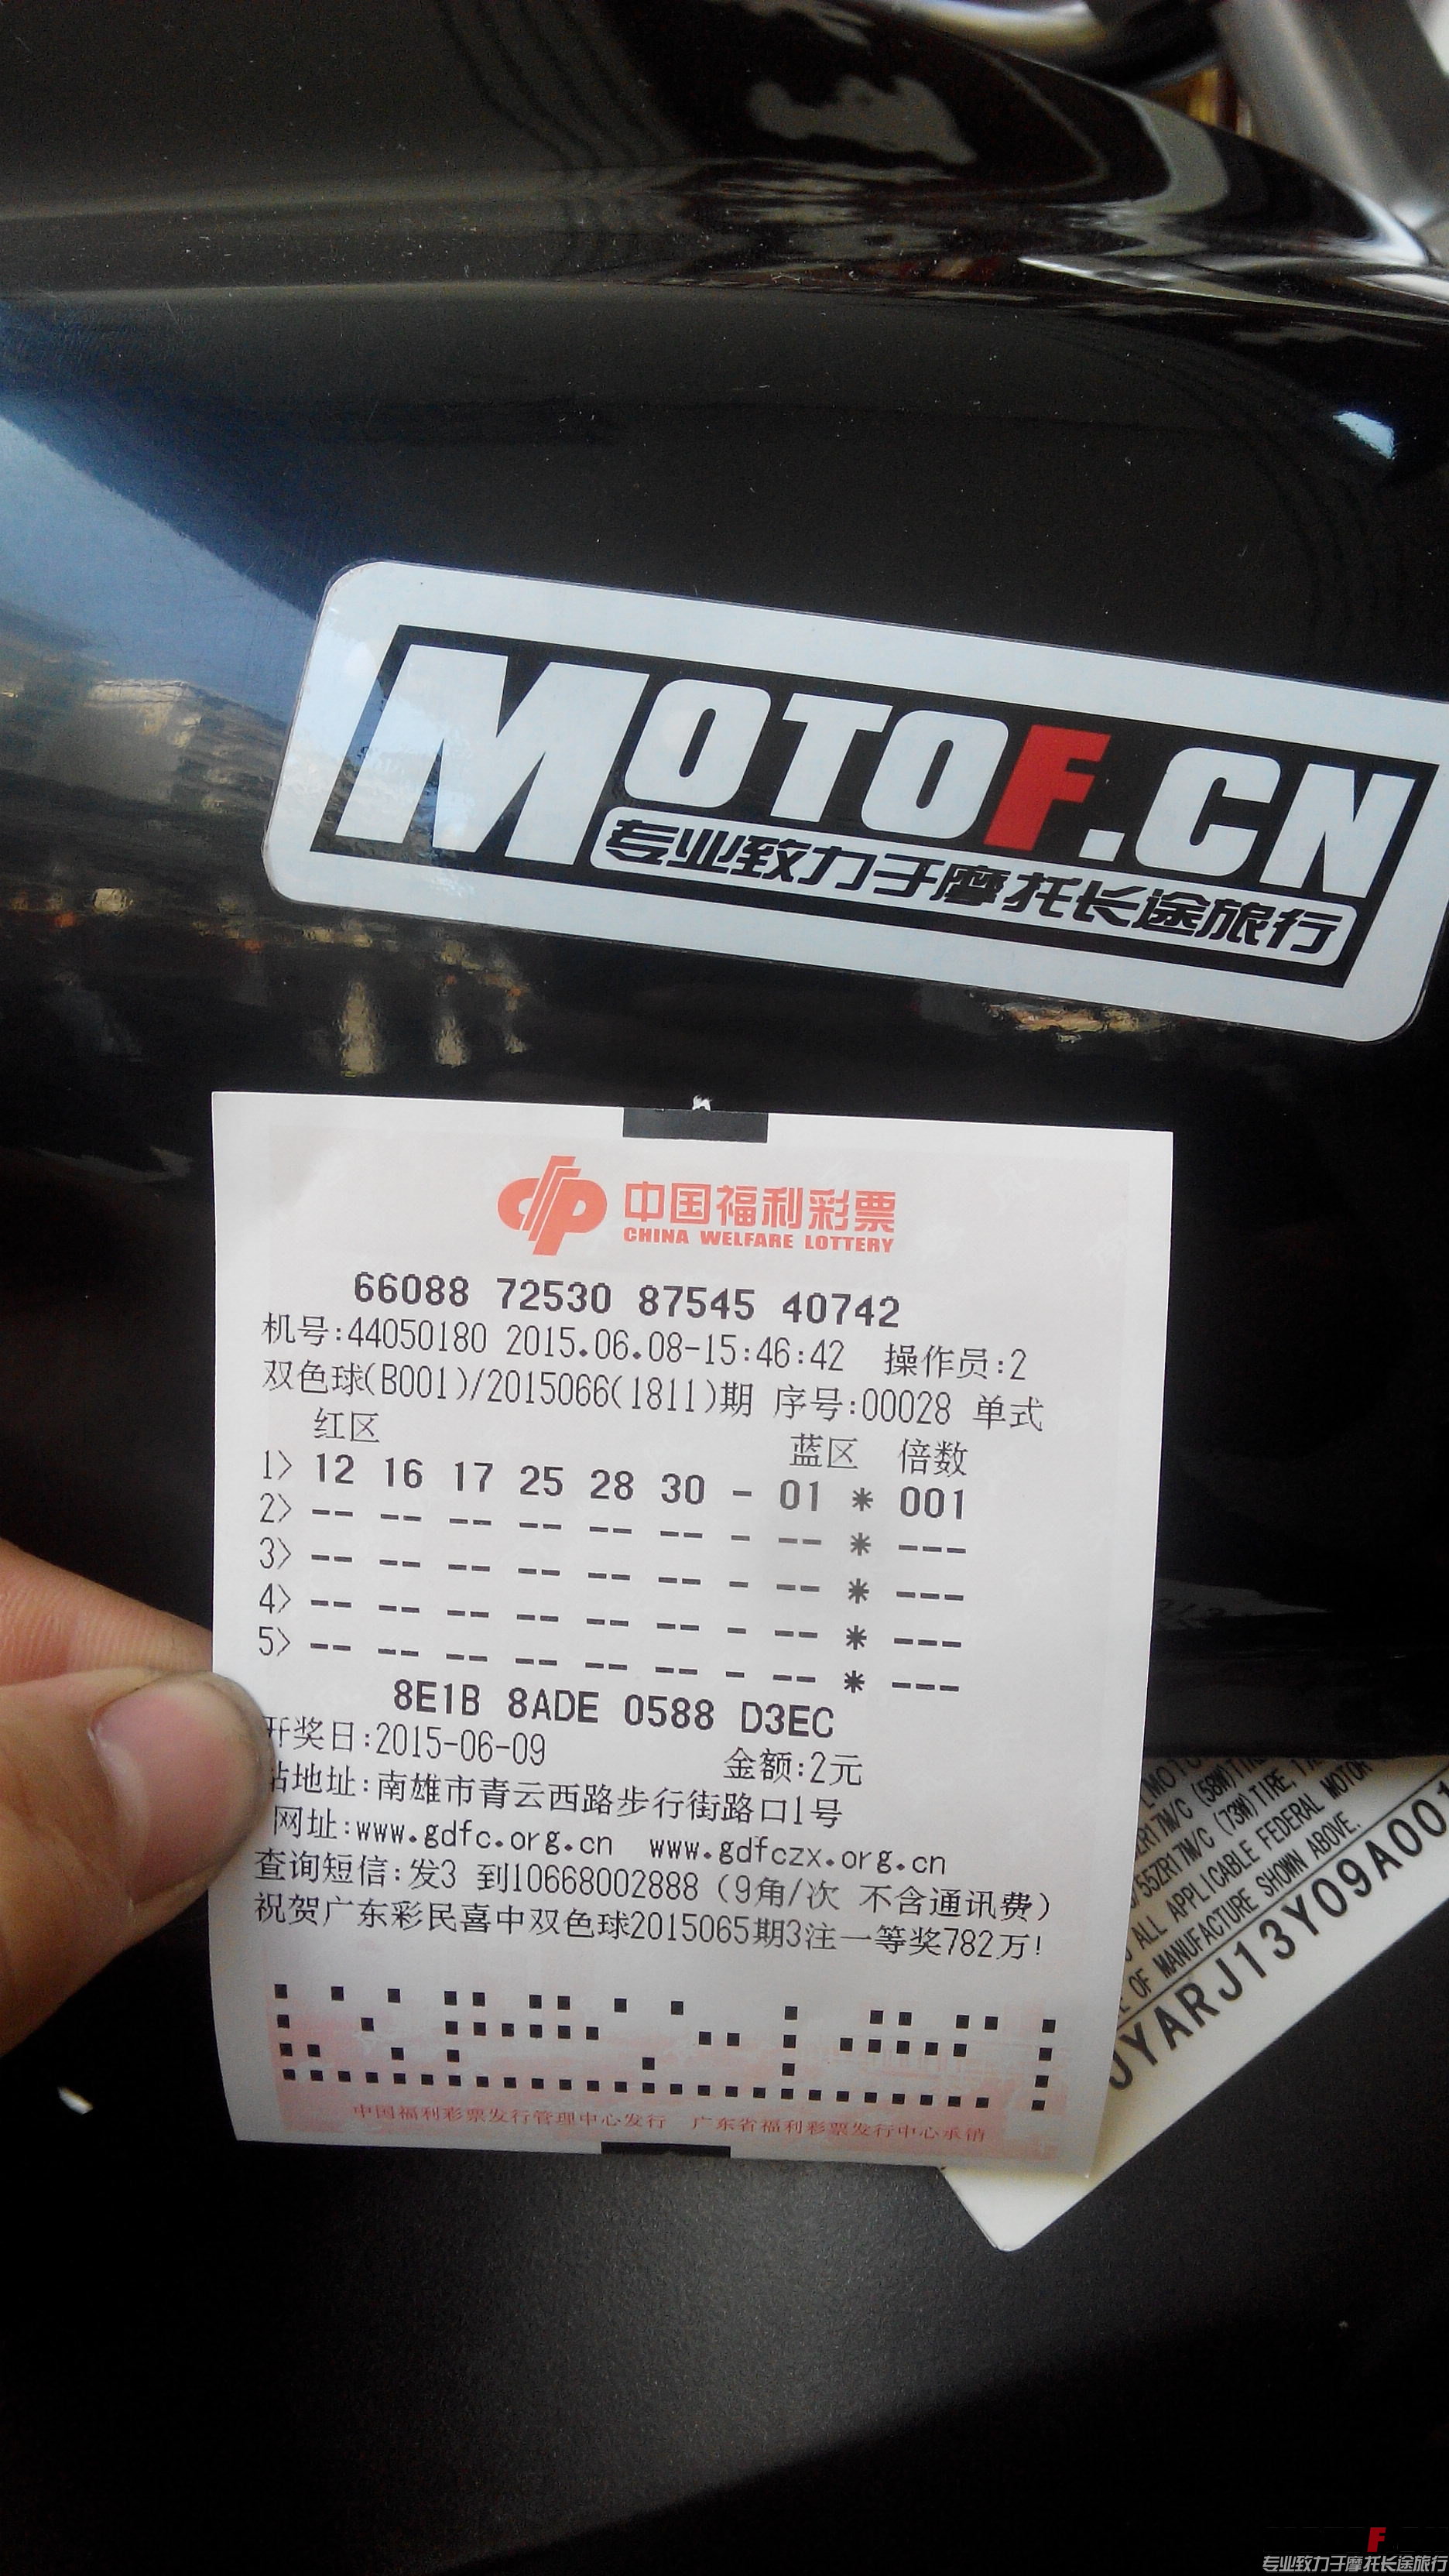 MOTOF.CN
专业致力于摩托长途旅行
中国福利彩票
CHINA WELFARE LOTTERY
66088 72530 87545 40742
机号:44050180 2015.06.08-15:46:42 操作员:2
双色球(B001)/2015066(1811)期 序号:00028 单式
红区 蓝区 倍数
1> 12 16 17 25 28 30 - 01 * 001
2> -- -- -- -- -- -- - -- * ---
3> -- -- -- -- -- -- - -- * ---
4> -- -- -- -- -- -- - -- * ---
5> -- -- -- -- -- -- - -- * ---
8E1B 8ADE 0588 D3EC
开奖日:2015-06-09 金额:2元
站地址:南雄市青云西路步行街路口1号
网址:www.gdfc.org.cn www.gdfczx.org.cn
查询短信:发3 到10668002888(9角/次 不含通讯费)
祝贺广东彩民喜中双色球2015065期3注一等奖782万!
中国福利彩票发行管理中心发行 广东省福利彩票发行中心承销
17M/C (58W)
/55ZR17M/C (73W) TIRE,
ALL APPLICABLE FEDERAL MOTOR
OF MANUFACTURE SHOWN ABOVE.
YARJ13Y09A001
F
专业致力于摩托长途旅行